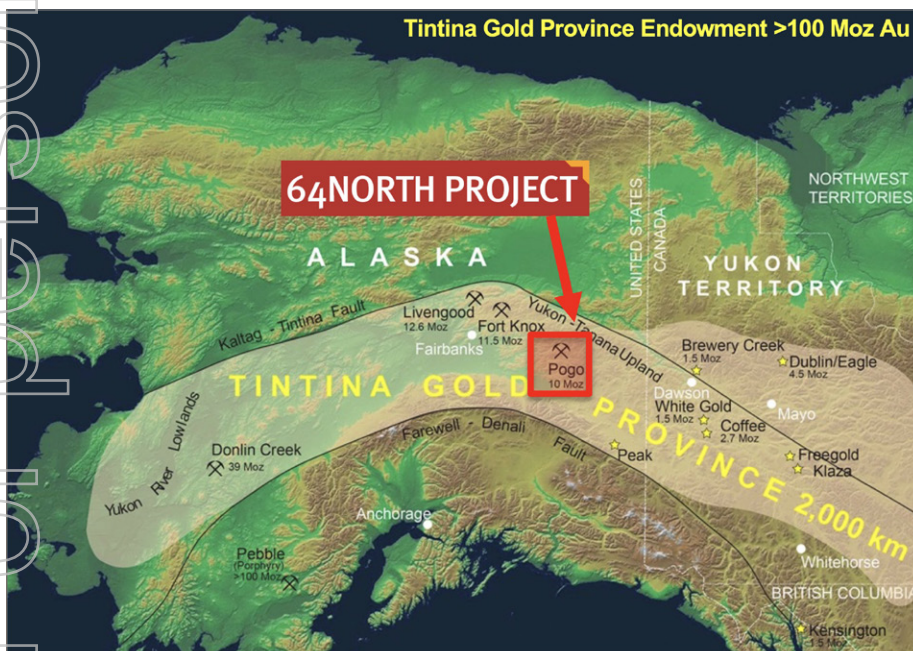 Tintina Gold Province Endowment >100 Moz Au
64NORTH PROJECT
NORTHWEST
TERRITORIES
UNITED STATES
CANADA
ALASKA
YUKON
TERRITORY
Kaltag - Tintina Fault
Livengood
12.6 Moz
Fort Knox
11.5 Moz
Fairbanks
Yukon - Tanana Upland
Pogo
10 Moz
Brewery Creek
1.5 Moz
Dublin/Eagle
4.5 Moz
Dawson
TINTINA GOLD PROVINCE 2,000 km
White Gold
1.5 Moz
Mayo
Coffee
2.7 Moz
Yukon River Lowlands
Farewell - Denali Fault
Donlin Creek
39 Moz
Peak
Freegold
Klaza
Anchorage
Pebble
(Porphyry)
>100 Moz
Whitehorse
BRITISH COLUMBIA
Kensington
1.5 Moz